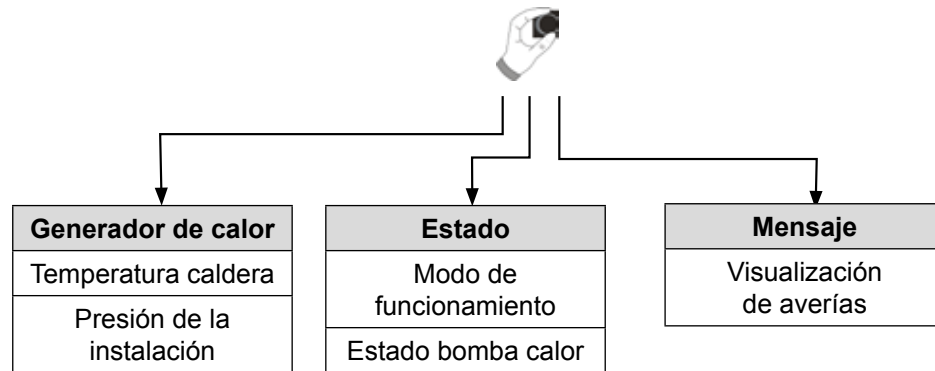 Generador de calor
Temperatura caldera
Presión de la
instalación
Estado
Modo de
funcionamiento
Estado bomba calor
Mensaje
Visualización
de averías